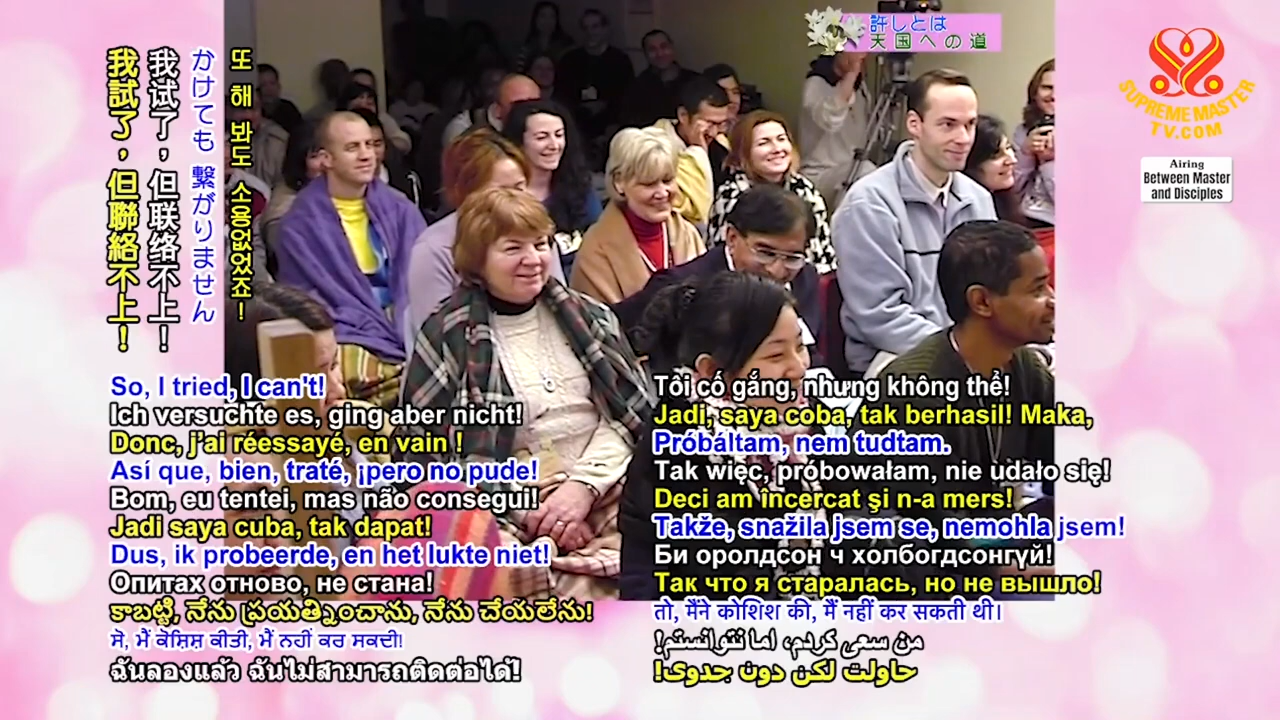 許しとは
天国への道
SUPREME MASTER
TV.COM
Airing
Between Master
and Disciples
또 해 봐도 소용없었죠!
かけても 繋がりません
我试了，但联络不上！
我試了，但聯絡不上！
So, I tried, I can't!
Ich versuchte es, ging aber nicht!
Donc, j'ai réessayé, en vain !
Así que, bien, traté, ¡pero no pude!
Bom, eu tentei, mas não consegui!
Jadi saya cuba, tak dapat!
Dus, ik probeerde, en het lukte niet!
Опитах отново, не стана!
కాబట్టి, నేను ప్రయత్నించాను, నేను చేయలేను!
ਸੋ, ਮੈਂ ਕੋਸ਼ਿਸ਼ ਕੀਤੀ, ਮੈਂ ਨਹੀਂ ਕਰ ਸਕਦੀ!
ฉันลองแล้ว ฉันไม่สามารถติดต่อได้!
Tôi cố gắng, nhưng không thể!
Jadi, saya coba, tak berhasil! Maka,
Próbáltam, nem tudtam.
Tak więc, próbowałam, nie udało się!
Deci am încercat şi n-a mers!
Takže, snažila jsem se, nemohla jsem!
Би оролдсон ч холбогдсонгүй!
Так что я старалась, но не вышло!
तो, मैंने कोशिश की, मैं नहीं कर सकती थी।
من سعی کردم، اما نتوانستم!
حاولت لكن دون جدوى!